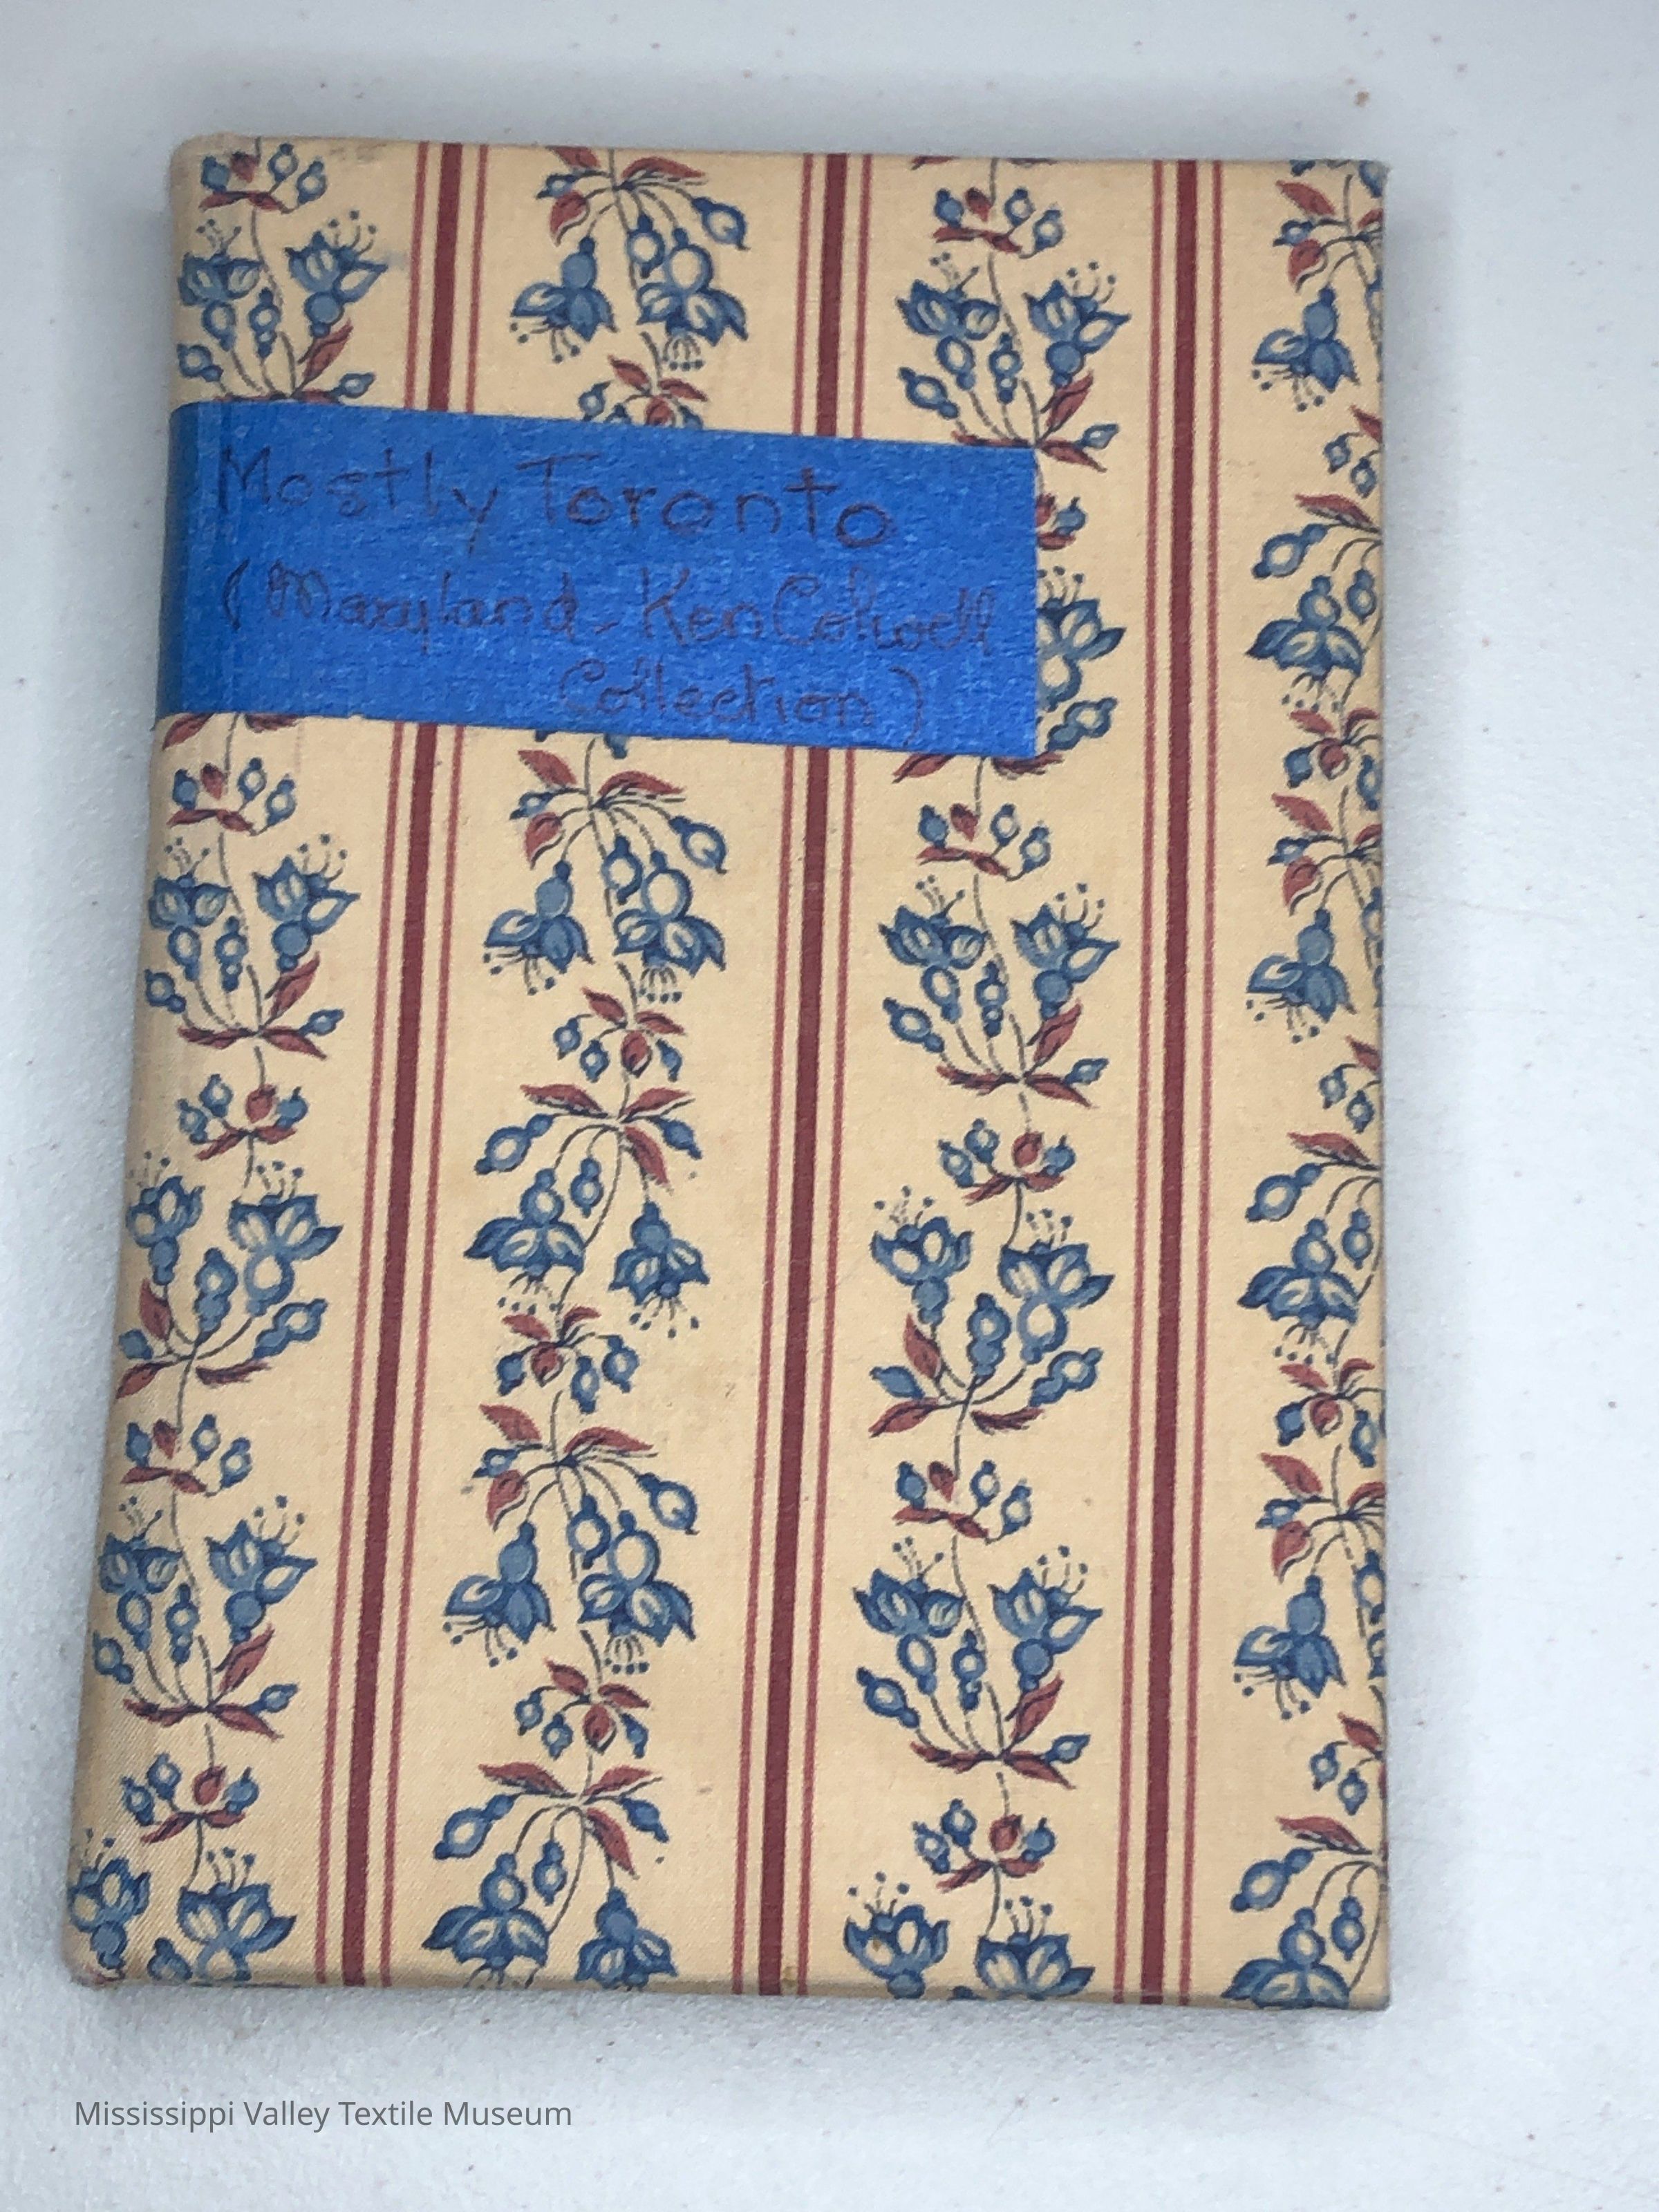 Mostly Toronto
(Maryland - Ken Colwell
Collection)
Mississippi Valley Textile Museum